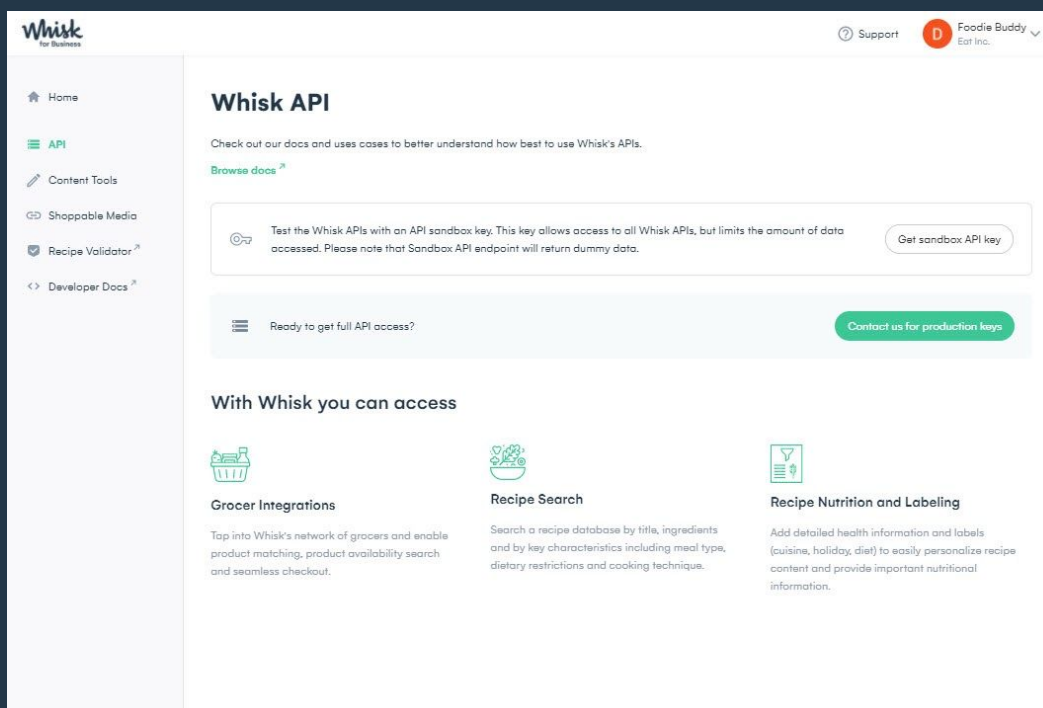 Whisk
for Business
Support
D
Foodie Buddy
Eat Inc.
Home
API
Content Tools
Shoppable Media
Recipe Validator
Developer Docs
Whisk API
Check out our docs and uses cases to better understand how best to use Whisk's APIs.
Browse docs
Test the Whisk APIs with an API sandbox key. This key allows access to all Whisk APIs, but limits the amount of data
accessed. Please note that Sandbox API endpoint will return dummy data.
Get sandbox API key
Ready to get full API access?
Contact us for production keys
With Whisk you can access
Grocer Integrations
Tap into Whisk's network of grocers and enable
product matching, product availability search
and seamless checkout.
Recipe Search
Search a recipe database by title, ingredients
and by key characteristics including meal type,
dietary restrictions and cooking technique.
Recipe Nutrition and Labeling
Add detailed health information and labels
(cuisine, holiday, diet) to easily personalize recipe
content and provide important nutritional
information.